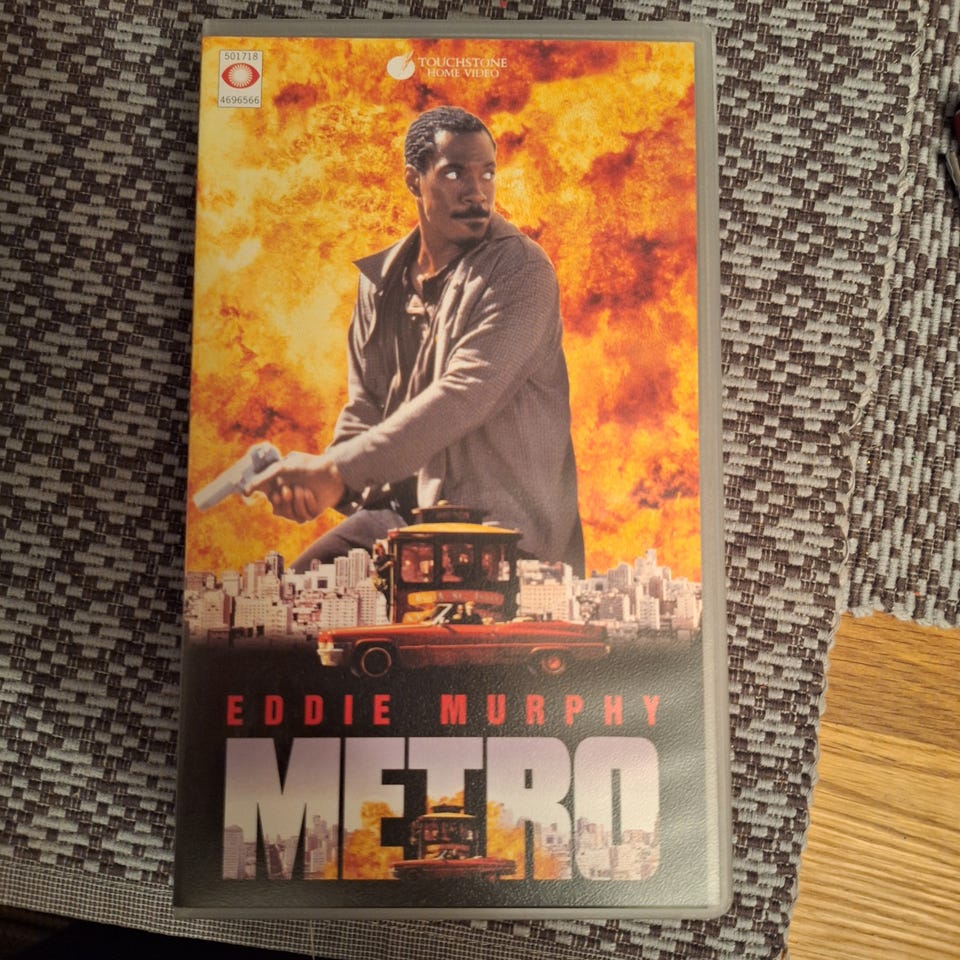 501718
4696566
TOUCHSTONE
HOME VIDEO
EDDIE MURPHY
METRO